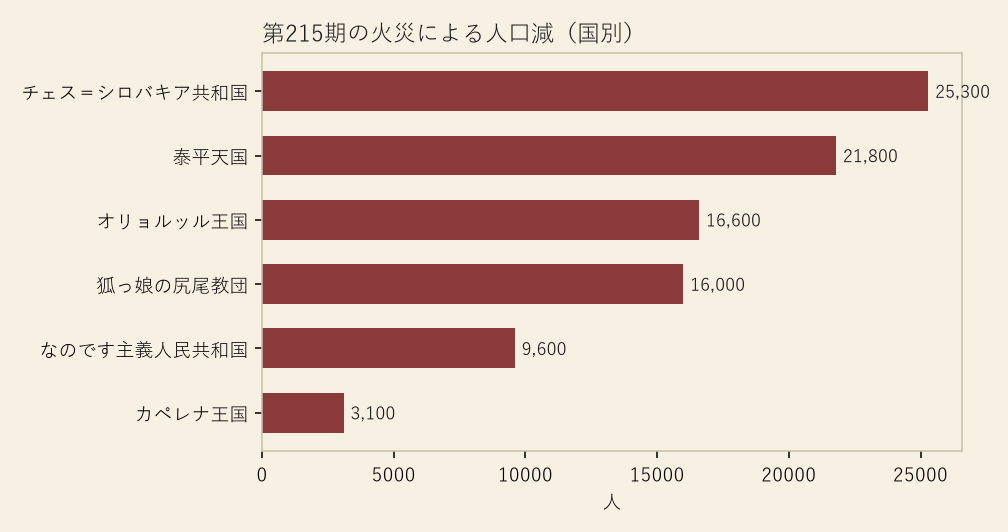 第215期の火災による人口減（国別）
チェス＝シロバキア共和国
25,300
泰平天国
21,800
オリョルッル王国
16,600
狐っ娘の尻尾教団
16,000
なのです主義人民共和国
9,600
カペレナ王国
3,100
0 5000 10000 15000 20000 25000
人